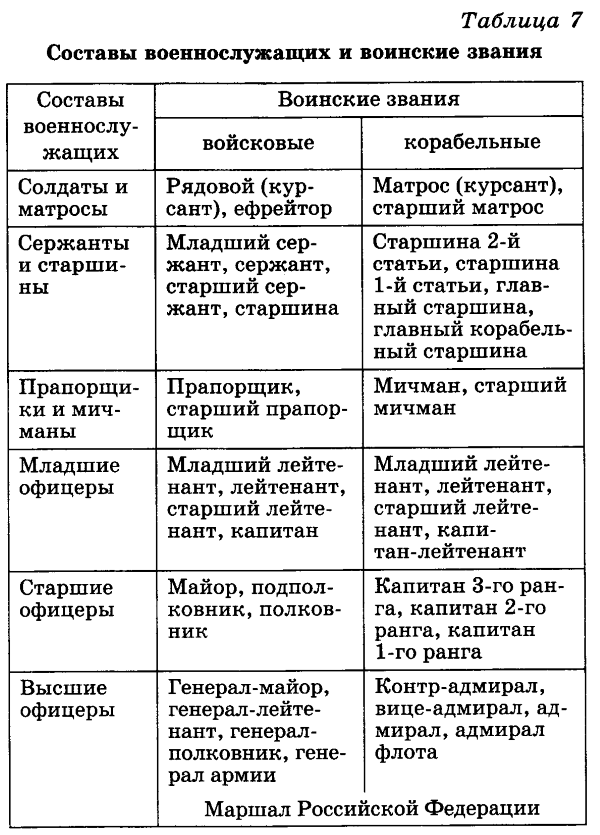 Таблица 7
Составы военнослужащих и воинские звания
Составы
военнослу-
жащих
Воинские звания
войсковые
корабельные
Солдаты и
матросы
Рядовой (кур-
сант), ефрейтор
Матрос (курсант),
старший матрос
Сержанты
и старши-
ны
Младший сер-
жант, сержант,
старший сер-
жант, старшина
Старшина 2-й
статьи, старшина
1-й статьи, глав-
ный старшина,
главный корабель-
ный старшина
Прапорщи-
ки и мич-
маны
Прапорщик,
старший прапор-
щик
Мичман, старший
мичман
Младшие
офицеры
Младший лейте-
нант, лейтенант,
старший лейте-
нант, капитан
Младший лейте-
нант, лейтенант,
старший лейте-
нант, капи-
тан-лейтенант
Старшие
офицеры
Майор, подпол-
ковник, полков-
ник
Капитан 3-го ран-
га, капитан 2-го
ранга, капитан
1-го ранга
Высшие
офицеры
Генерал-майор,
генерал-лейте-
нант, генерал-
полковник, гене-
рал армии
Контр-адмирал,
вице-адмирал, ад-
мирал, адмирал
флота
Маршал Российской Федерации